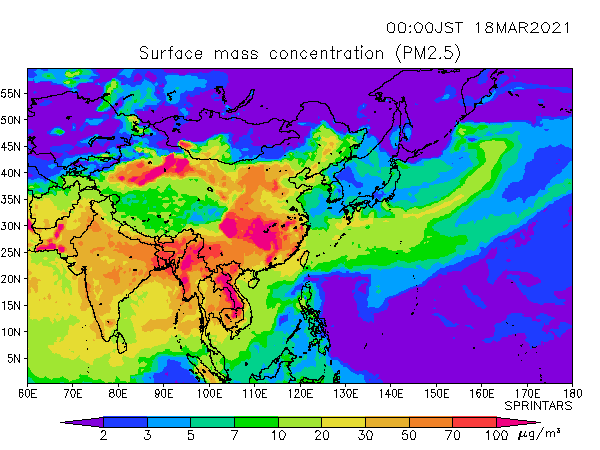 00:00JST 18MAR2021
Surface mass concentration (PM2.5)
55N
50N
45N
40N
35N
30N
25N
20N
15N
10N
5N
60E 70E 80E 90E 100E 110E 120E 130E 140E 150E 160E 170E 180
SPRINTARS
2 3 5 7 10 20 30 50 70 100 μg/m³